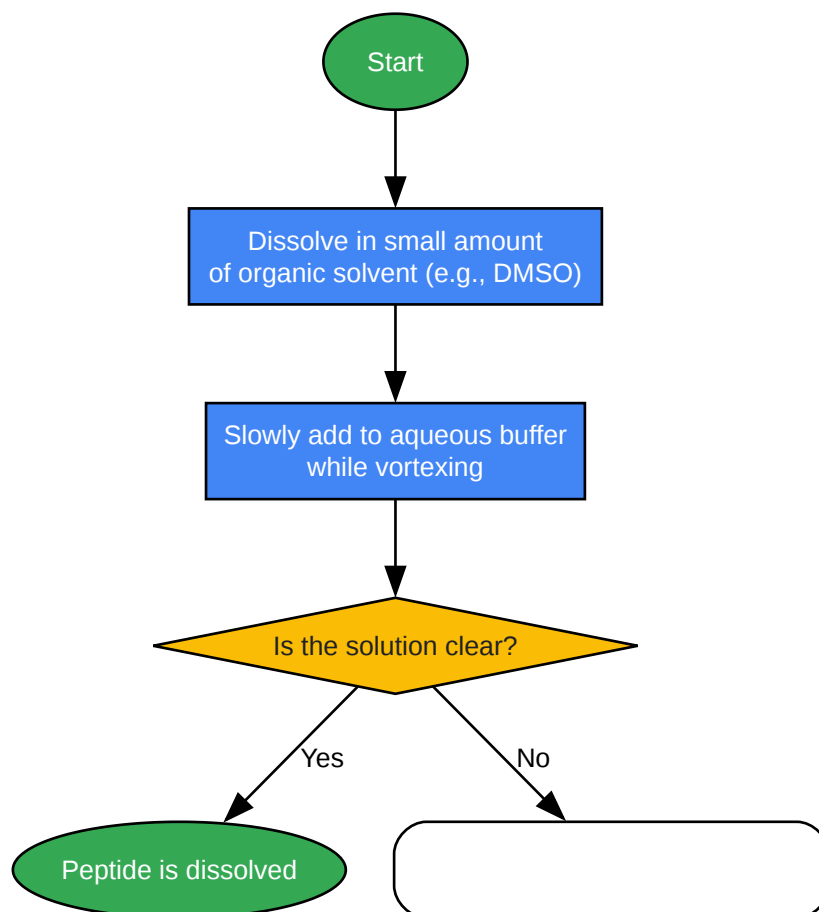 Start
Dissolve in small amount
of organic solvent (e.g., DMSO)
Slowly add to aqueous buffer
while vortexing
Is the solution clear?
Yes
No
Peptide is dissolved